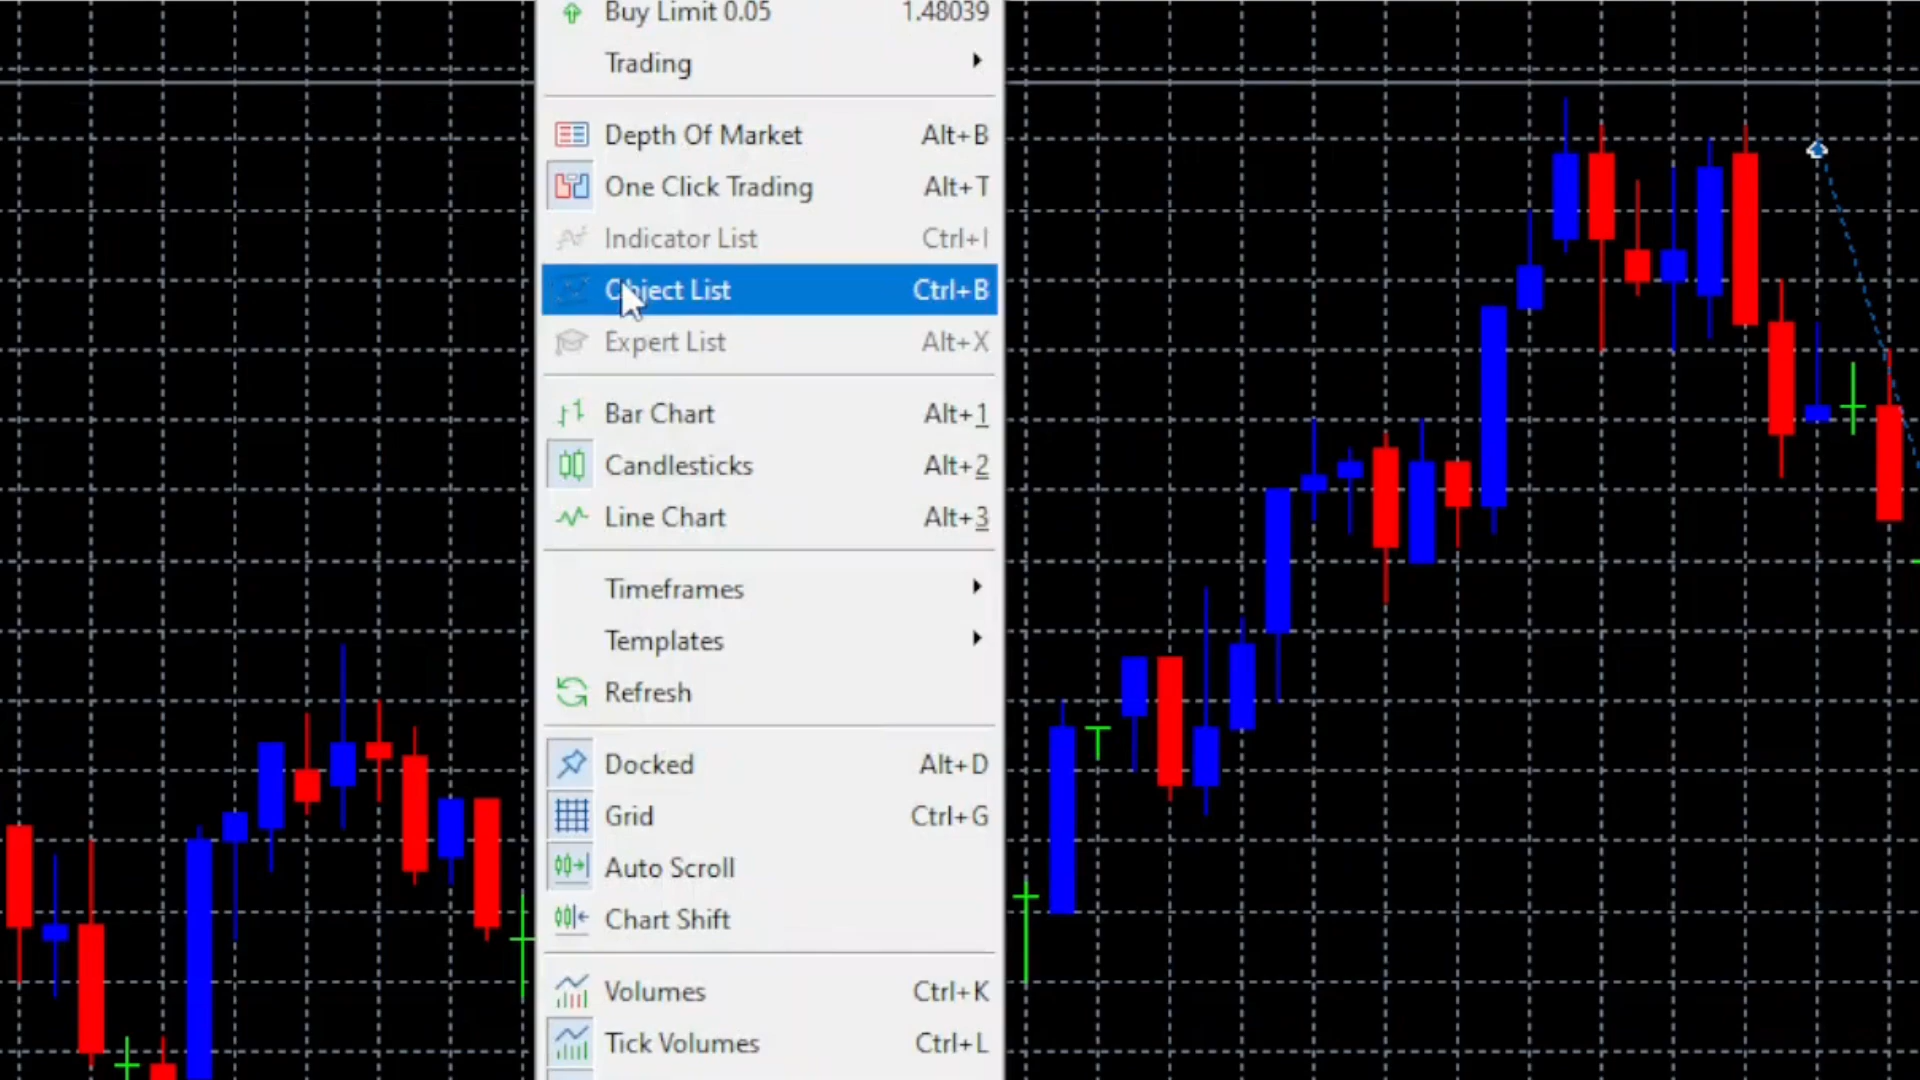 Buy Limit 0.05 1.48039
Trading
Depth Of Market Alt+B
One Click Trading Alt+T
Indicator List Ctrl+I
Object List Ctrl+B
Expert List Alt+X
Bar Chart Alt+1
Candlesticks Alt+2
Line Chart Alt+3
Timeframes
Templates
Refresh
Docked Alt+D
Grid Ctrl+G
Auto Scroll
Chart Shift
Volumes Ctrl+K
Tick Volumes Ctrl+L